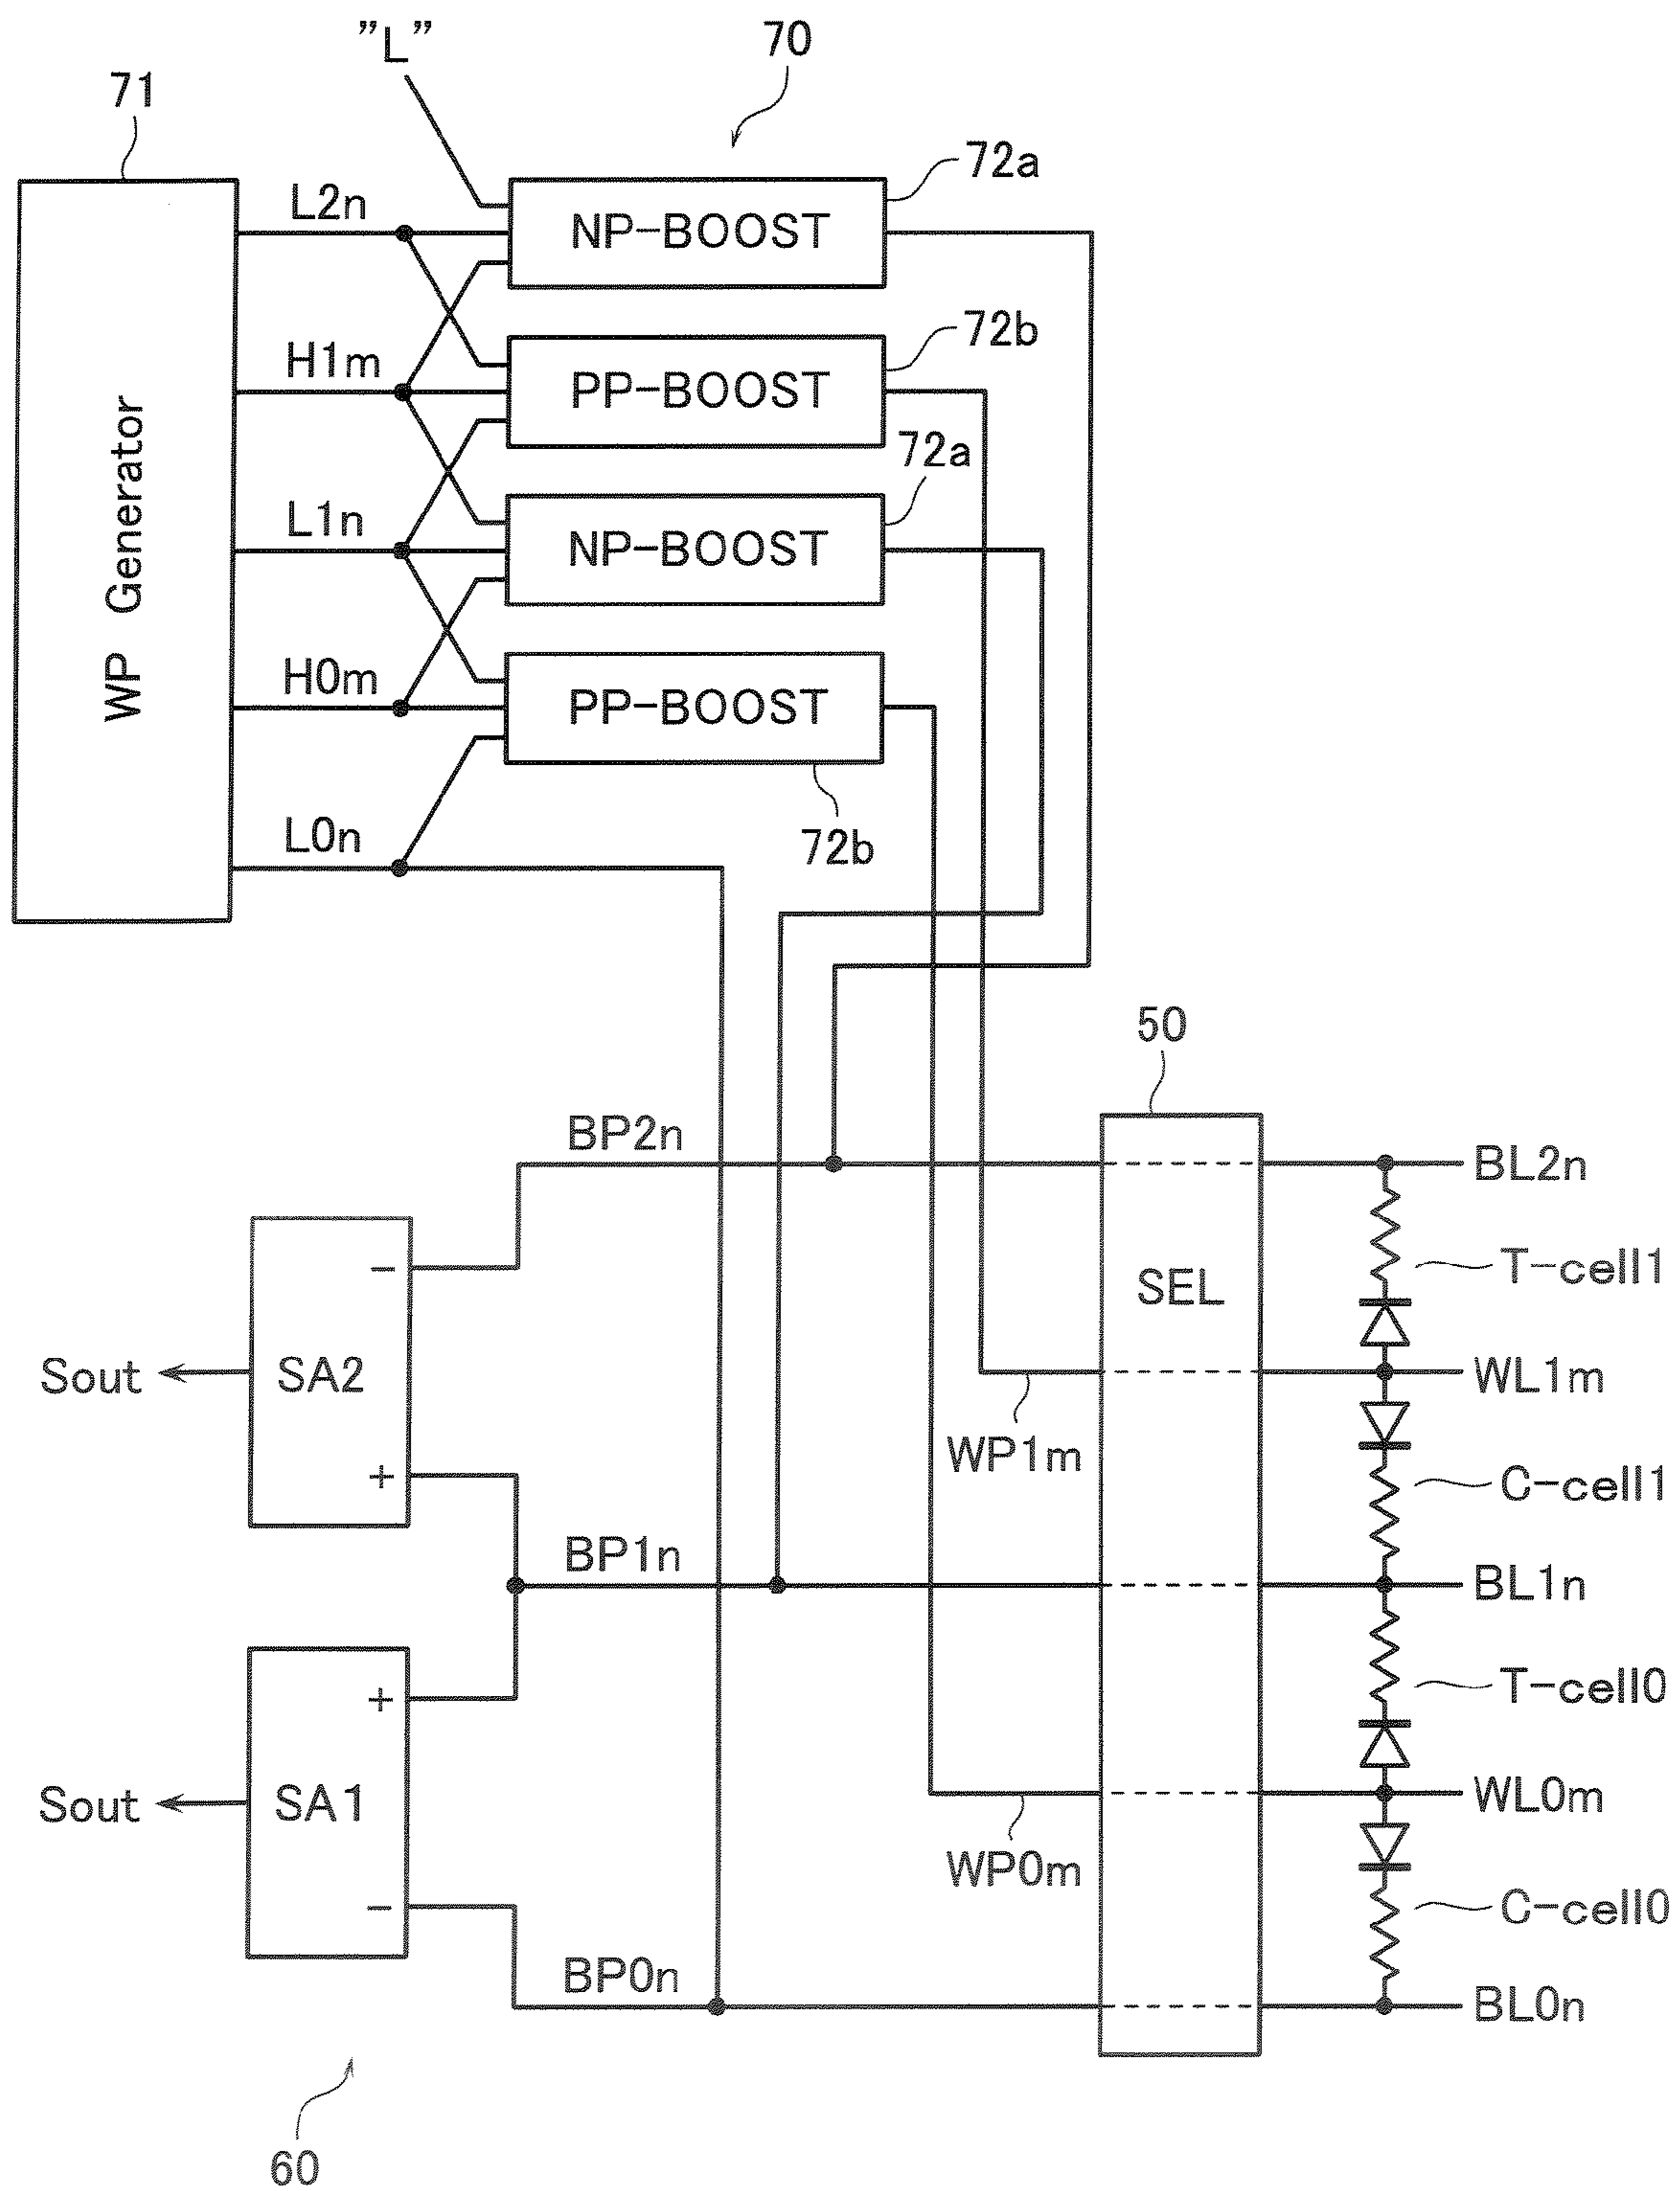 "L"
70
71
72a
L2n
NP-BOOST
72b
H1m
PP-BOOST
72a
L1n
NP-BOOST
WP Generator
H0m
PP-BOOST
72b
L0n
50
BP2n
BL2n
T-cell1
SEL
−
Sout
SA2
WL1m
WP1m
+
C-cell1
BP1n
BL1n
T-cell0
+
Sout
SA1
WL0m
WP0m
−
C-cell0
BP0n
BL0n
60